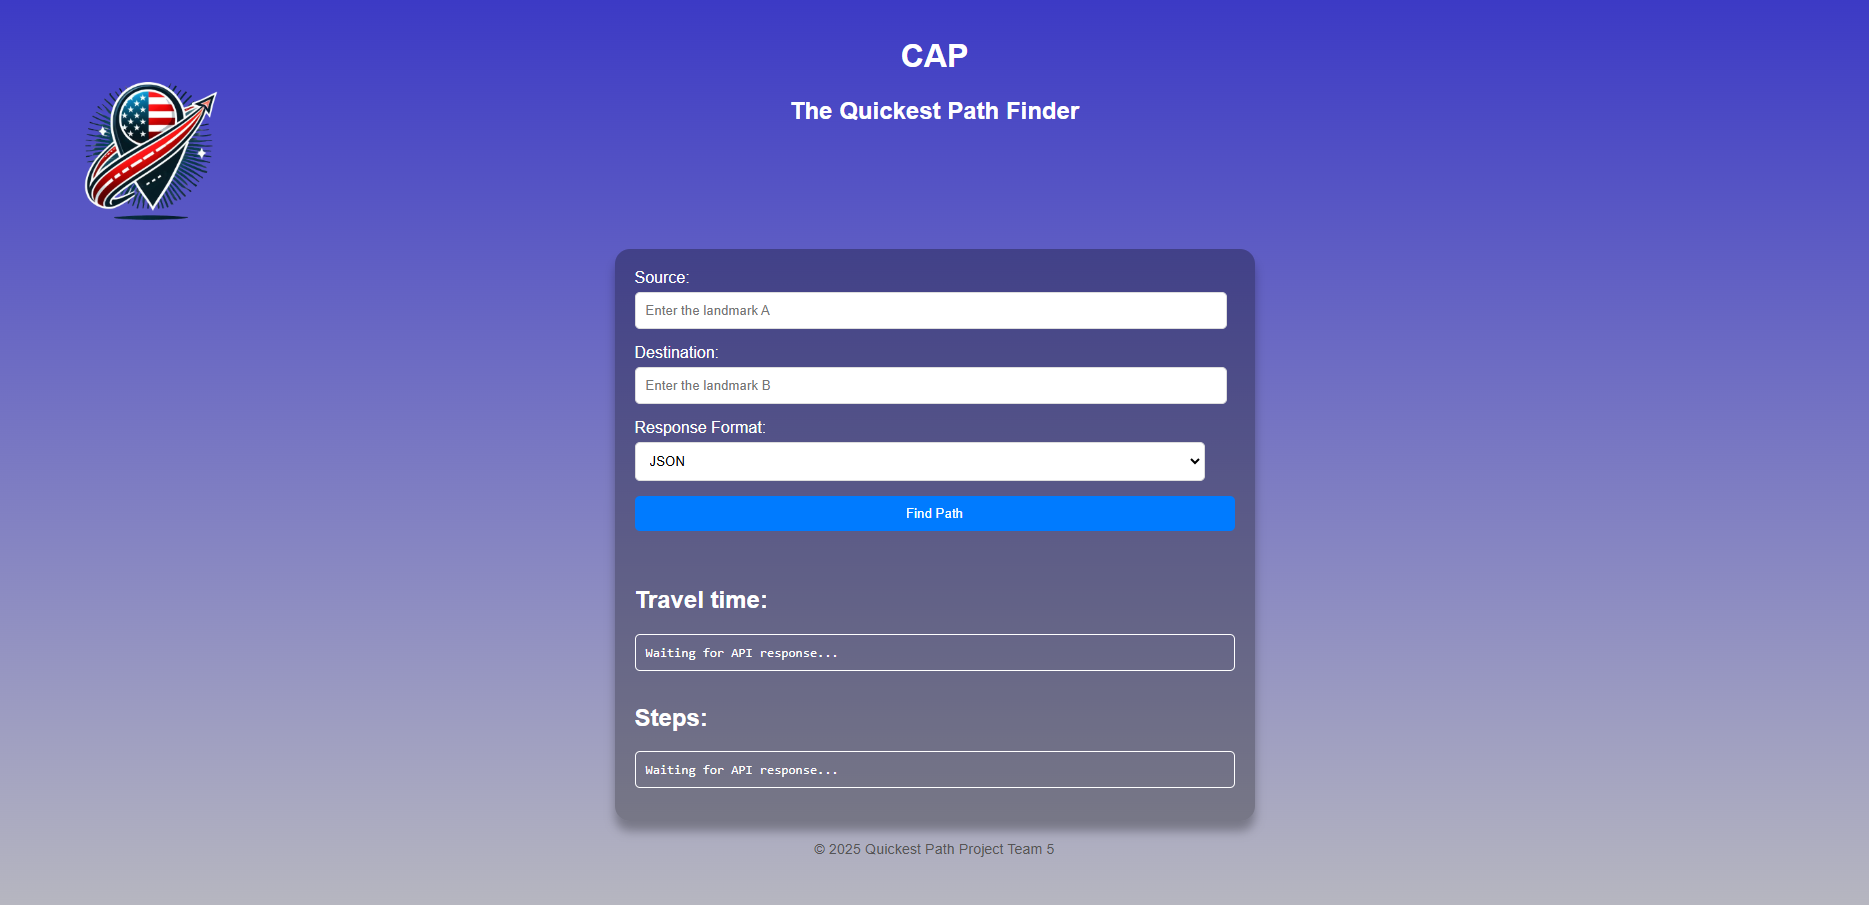 CAP
The Quickest Path Finder
Source:
Enter the landmark A
Destination:
Enter the landmark B
Response Format:
JSON
Find Path
Travel time:
Waiting for API response...
Steps:
Waiting for API response...
© 2025 Quickest Path Project Team 5